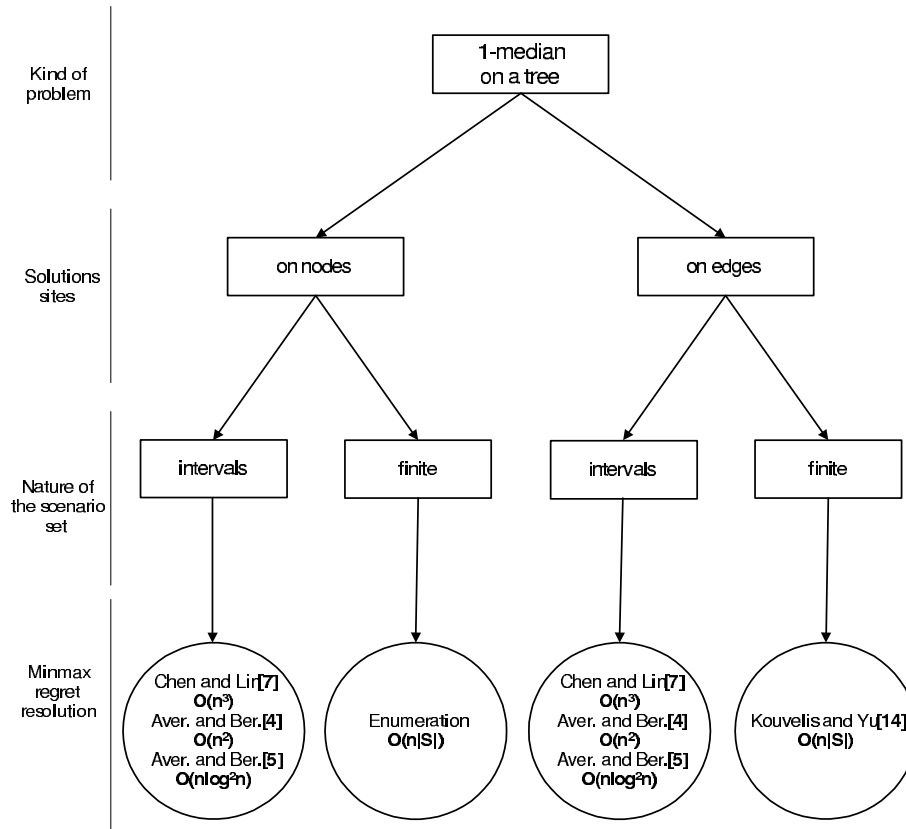 1-median
on a tree
Kind of
problem
on nodes
on edges
Solutions
sites
intervals
finite
intervals
finite
Nature of
the scenario
set
Minmax
regret
resolution
Chen and Lin[7]
O(n³)
Aver. and Ber.[4]
O(n²)
Aver. and Ber.[5]
O(nlog²n)
Enumeration
O(n|S|)
Chen and Lin[7]
O(n³)
Aver. and Ber.[4]
O(n²)
Aver. and Ber.[5]
O(nlog²n)
Kouvelis and Yu[14]
O(n|S|)